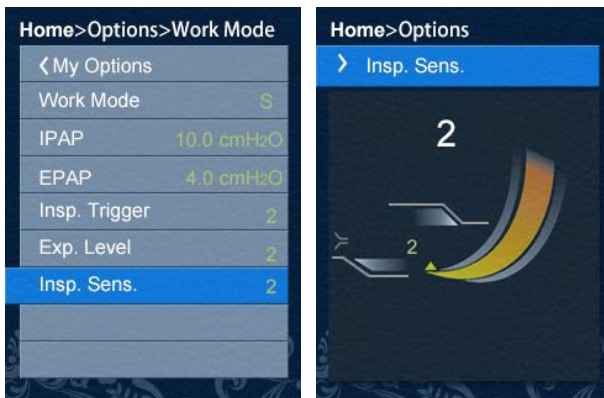 Home>Options>Work Mode
My Options
Work Mode S
IPAP 10.0 cmH2O
EPAP 4.0 cmH2O
Insp. Trigger 2
Exp. Level 2
Insp. Sens. 2
Home>Options
Insp. Sens.
2
2